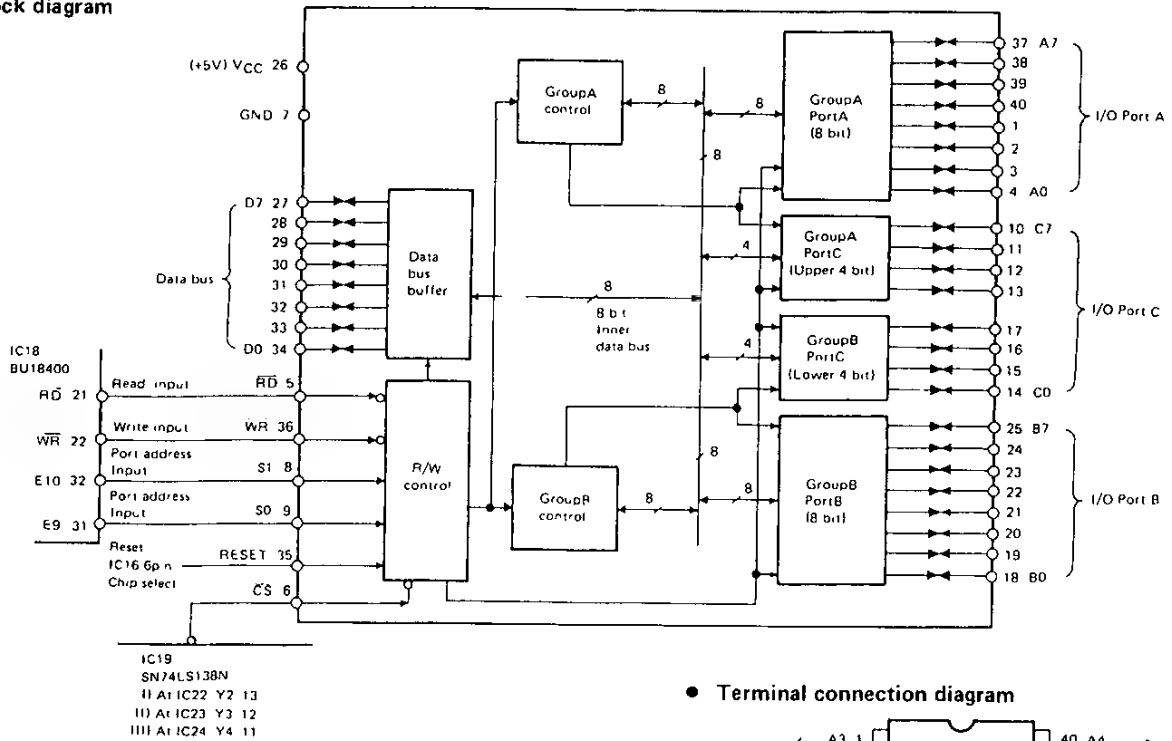 ock diagram
(+5V) VCC 26
GND 7
D7 27
28
29
30
31
32
33
D0 34
Data bus
Data
bus
buffer
GroupA
control
8
8
8
8
8 bit
Inner
data bus
4
4
8
8
8
GroupA
PortA
(8 bit)
GroupA
PortC
(Upper 4 bit)
GroupB
PortC
(Lower 4 bit)
GroupB
PortB
(8 bit)
GroupB
control
R/W
control
37 A7
38
39
40
1
2
3
4 A0
I/O Port A
10 C7
11
12
13
17
16
15
14 C0
I/O Port C
25 B7
24
23
22
21
20
19
18 B0
I/O Port B
IC18
BU18400
RD 21 Read input RD 5
WR 22 Write input WR 36
E10 32 Port address
Input S1 8
E9 31 Port address
Input S0 9
Reset
IC16 6pin RESET 35
Chip select
CS 6
IC19
SN74LS138N
I) At IC22 Y2 13
II) At IC23 Y3 12
III) At IC24 Y4 11
● Terminal connection diagram
A3 1
40 A4